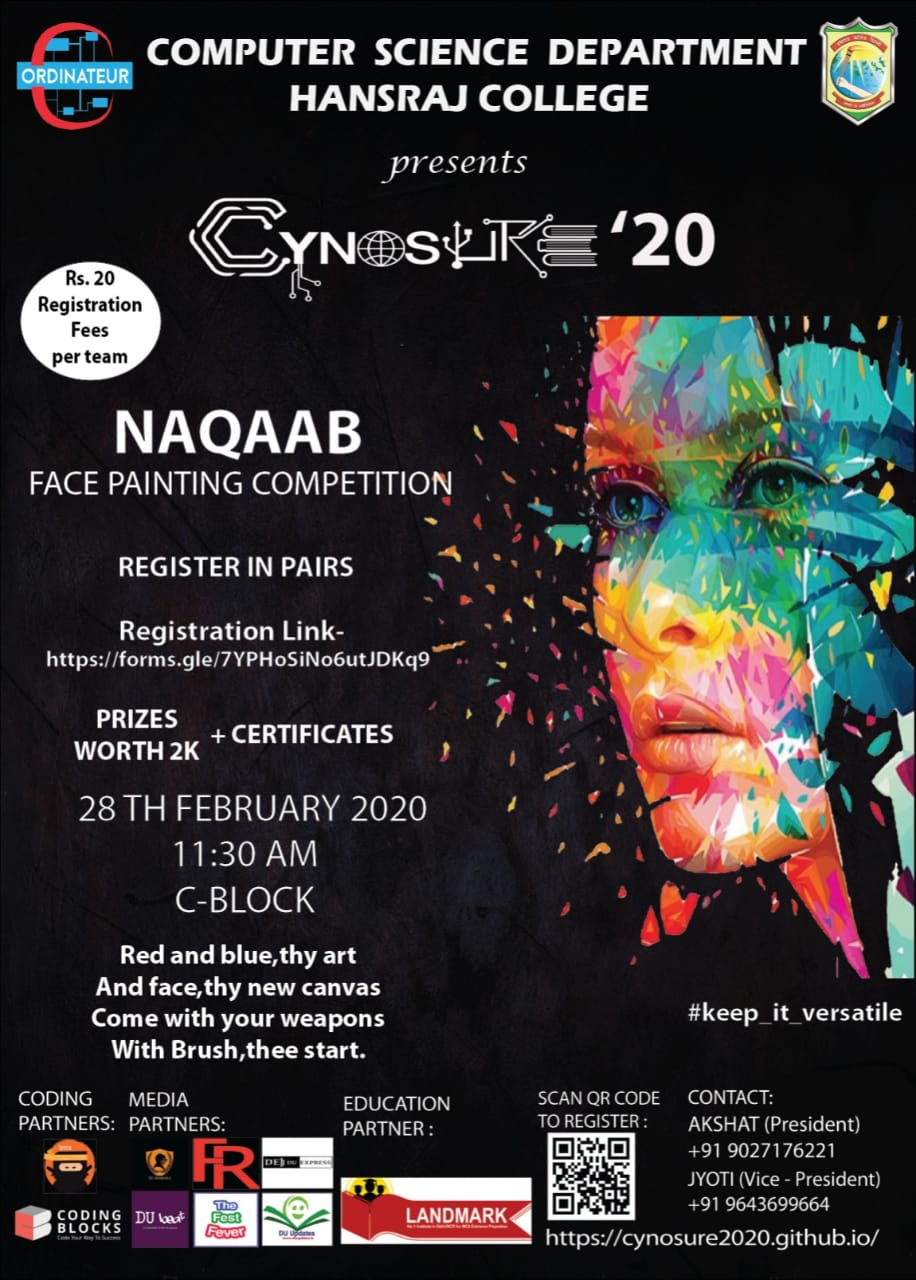 ORDINATEUR
COMPUTER SCIENCE DEPARTMENT
HANSRAJ COLLEGE
presents
CYNOSURE '20
Rs. 20
Registration
Fees
per team
NAQAAB
FACE PAINTING COMPETITION
REGISTER IN PAIRS
Registration Link-
https://forms.gle/7YPHoSiNo6utJDKq9
PRIZES
WORTH 2K + CERTIFICATES
28 TH FEBRUARY 2020
11:30 AM
C-BLOCK
Red and blue,thy art
And face,thy new canvas
Come with your weapons
With Brush,thee start.
#keep_it_versatile
CODING
PARTNERS:
CODING
BLOCKS
Code Your Way To Success
MEDIA
PARTNERS:
FR
EXPRESS
DU beat
The
Fest
Fever
DU Updates
EDUCATION
PARTNER :
LANDMARK
SCAN QR CODE
TO REGISTER :
CONTACT:
AKSHAT (President)
+91 9027176221
JYOTI (Vice - President)
+91 9643699664
https://cynosure2020.github.io/